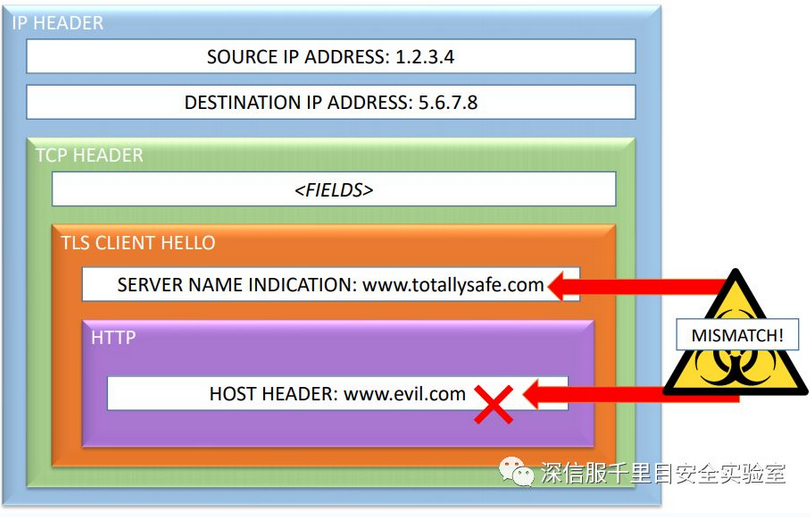 IP HEADER
SOURCE IP ADDRESS: 1.2.3.4
DESTINATION IP ADDRESS: 5.6.7.8
TCP HEADER
<FIELDS>
TLS CLIENT HELLO
SERVER NAME INDICATION: www.totallysafe.com
MISMATCH!
HTTP
HOST HEADER: www.evil.com
深信服千里目安全实验室